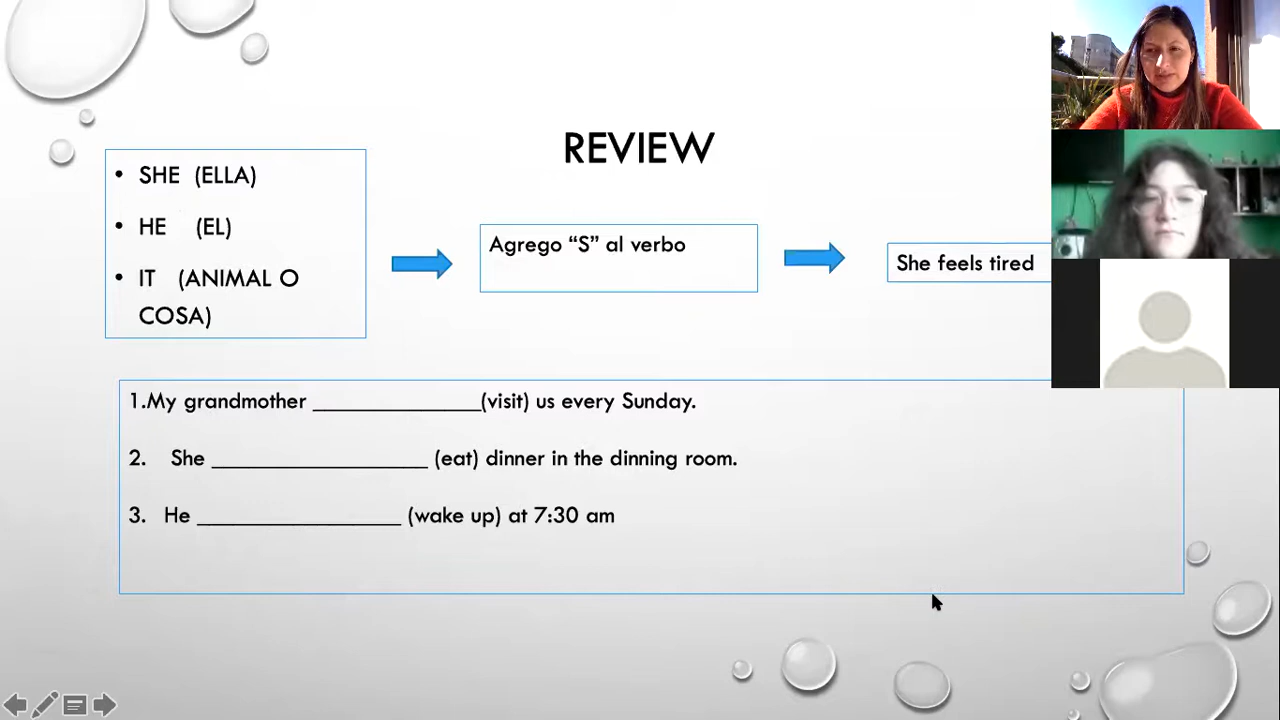 REVIEW
• SHE (ELLA)
• HE (EL)
• IT (ANIMAL O
COSA)
Agrego “S” al verbo
She feels tired
1.My grandmother _______________(visit) us every Sunday.
2. She ___________________ (eat) dinner in the dinning room.
3. He __________________ (wake up) at 7:30 am